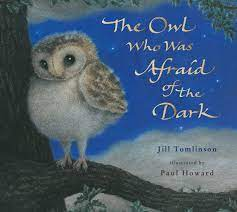 The Owl
Who Was
Afraid
of the
Dark
Jill Tomlinson
illustrated by
Paul Howard